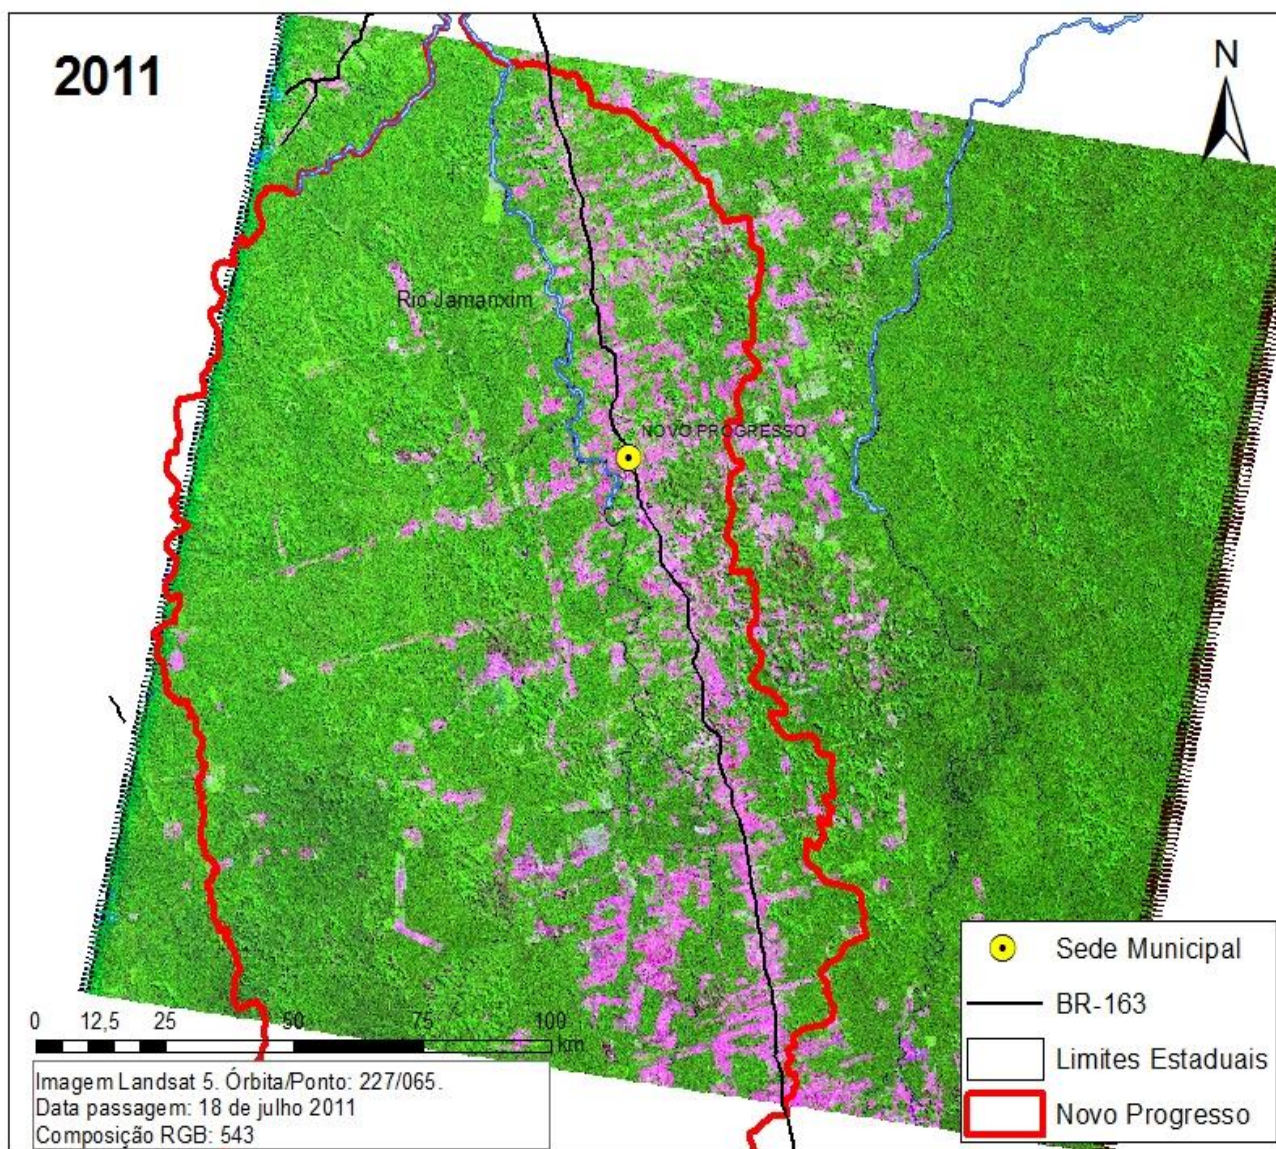 2011
N
Rio Jamanxim
NOVO PROGRESSO
0 12,5 25 50 75 100
km
Imagem Landsat 5. Órbita/Ponto: 227/065.
Data passagem: 18 de julho 2011
Composição RGB: 543
Sede Municipal
BR-163
Limites Estaduais
Novo Progresso